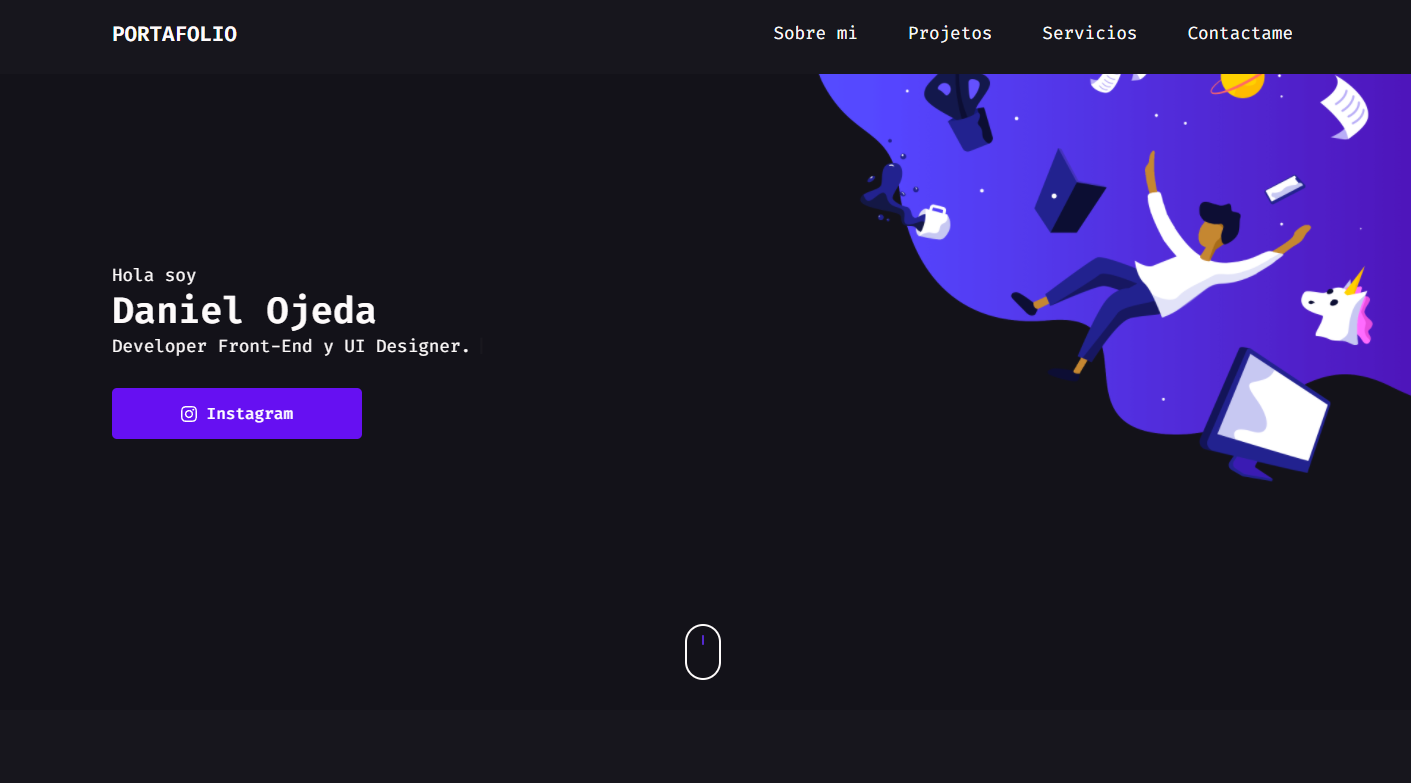 PORTAFOLIO
Sobre mi Projetos Servicios Contactame
Hola soy
Daniel Ojeda
Developer Front-End y UI Designer.
Instagram